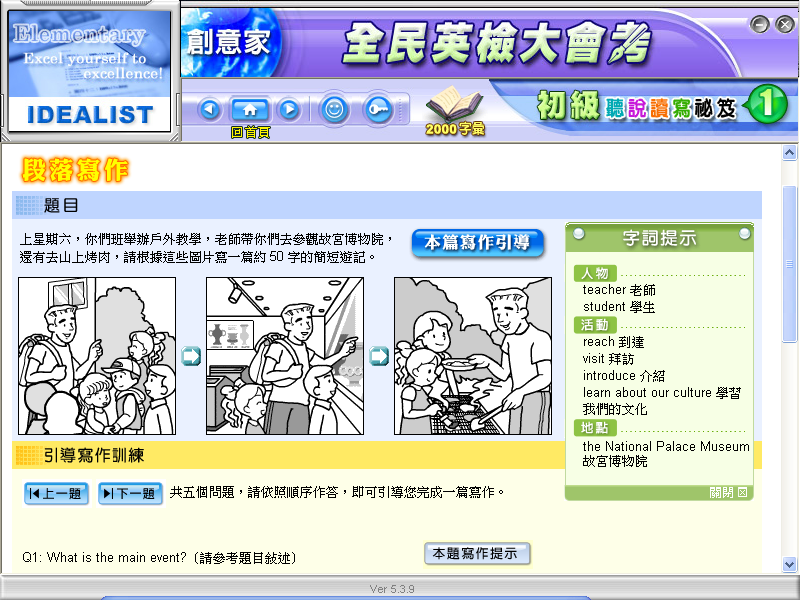 Elementary
Excel yourself to
excellence!
IDEALIST
創意家
全民英檢大會考
回首頁
2000字彙
初級聽說讀寫祕笈 1
段落寫作
題目
上星期六，你們班舉辦戶外教學，老師帶你們去參觀故宮博物院，
還有去山上烤肉，請根據這些圖片寫一篇約 50 字的簡短遊記。
本篇寫作引導
字詞提示
人物
teacher 老師
student 學生
活動
reach 到達
visit 拜訪
introduce 介紹
learn about our culture 學習
我們的文化
地點
the National Palace Museum
故宮博物院
關閉
引導寫作訓練
上一題
下一題
共五個問題，請依照順序作答，即可引導您完成一篇寫作。
Q1: What is the main event?〔請參考題目敍述〕
本題寫作提示
Ver 5.3.9